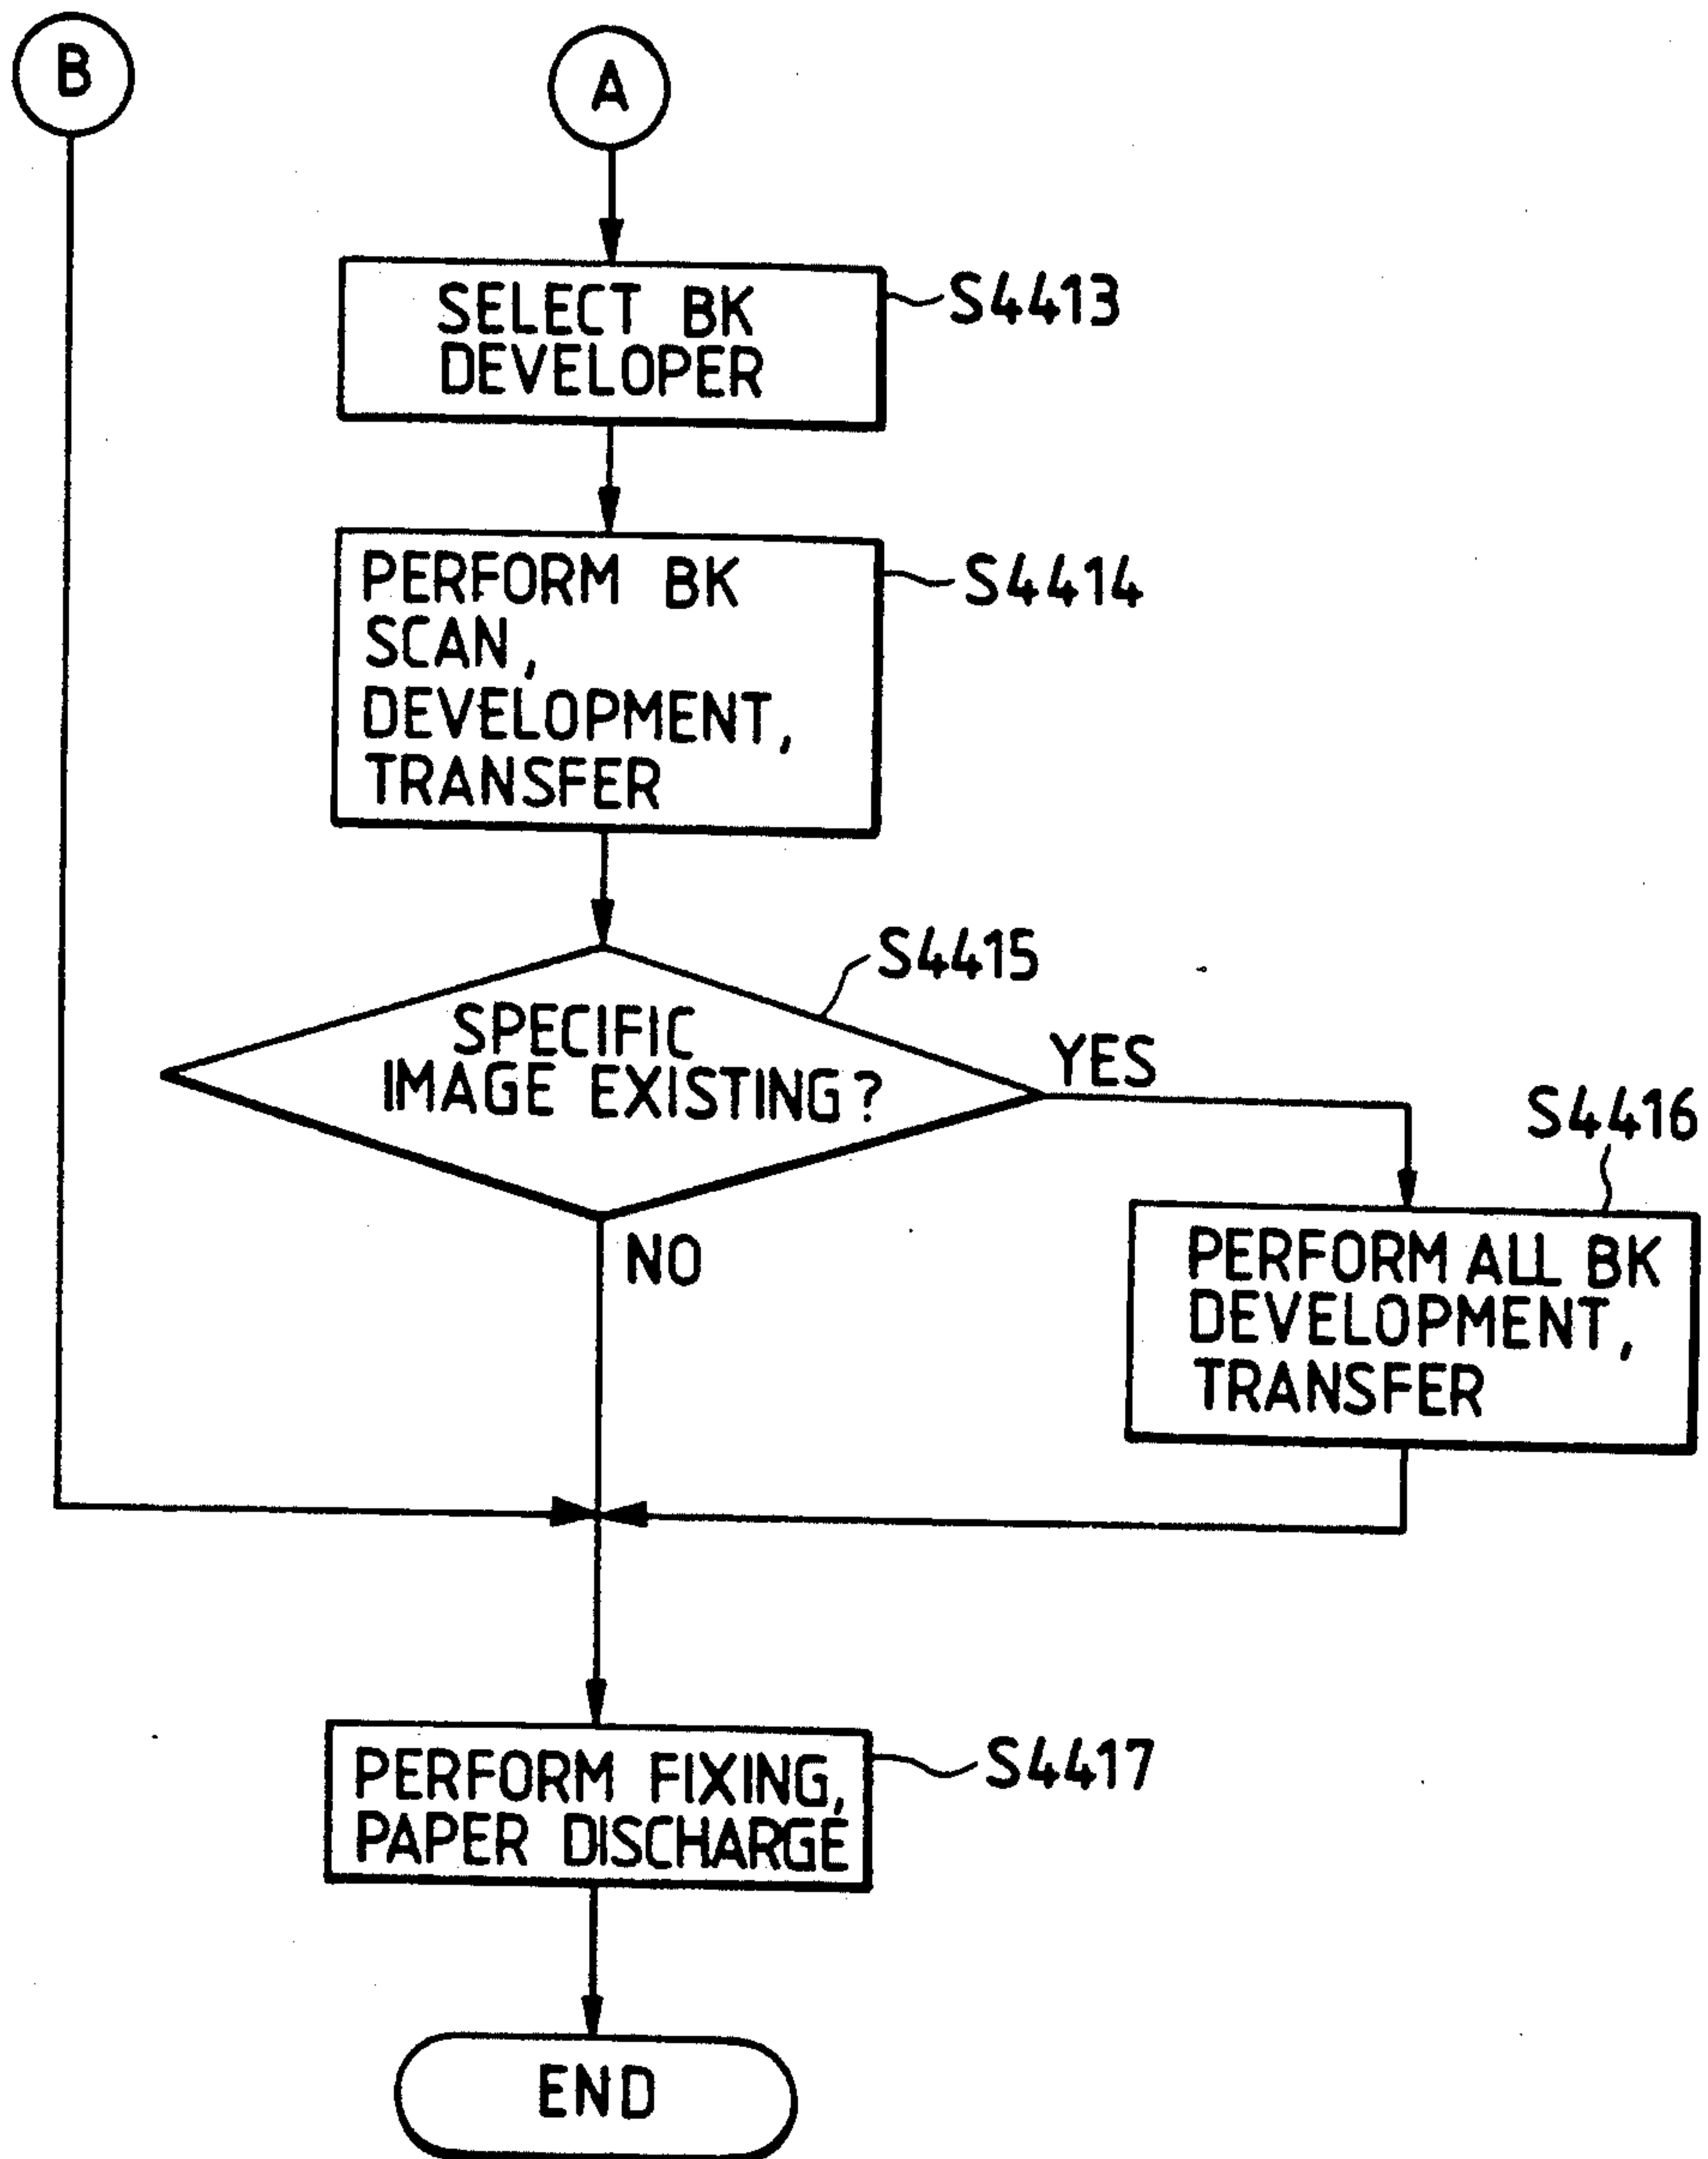 B
A
SELECT BK
DEVELOPER
S4413
PERFORM BK
SCAN,
DEVELOPMENT,
TRANSFER
S4414
S4415
SPECIFIC
IMAGE EXISTING?
YES
NO
S4416
PERFORM ALL BK
DEVELOPMENT,
TRANSFER
PERFORM FIXING,
PAPER DISCHARGE
S4417
END